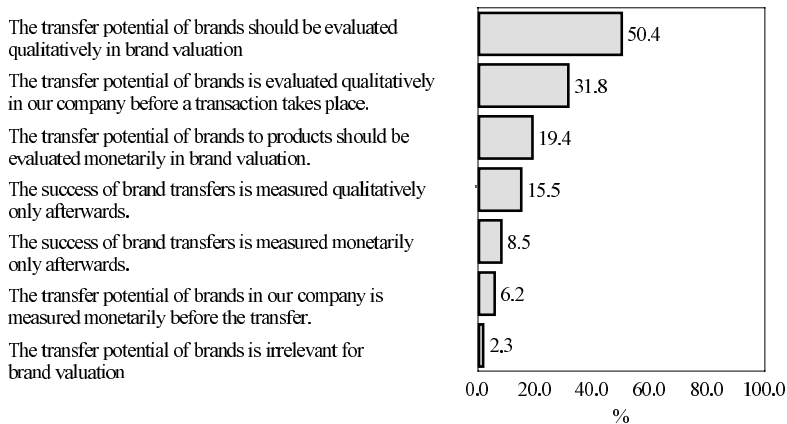 The transfer potential of brands should be evaluated
qualitatively in brand valuation
50.4
The transfer potential of brands is evaluated qualitatively
in our company before a transaction takes place.
31.8
The transfer potential of brands to products should be
evaluated monetarily in brand valuation.
19.4
The success of brand transfers is measured qualitatively
only afterwards.
15.5
The success of brand transfers is measured monetarily
only afterwards.
8.5
The transfer potential of brands in our company is
measured monetarily before the transfer.
6.2
The transfer potential of brands is irrelevant for
brand valuation
2.3
0.0 20.0 40.0 60.0 80.0 100.0
%